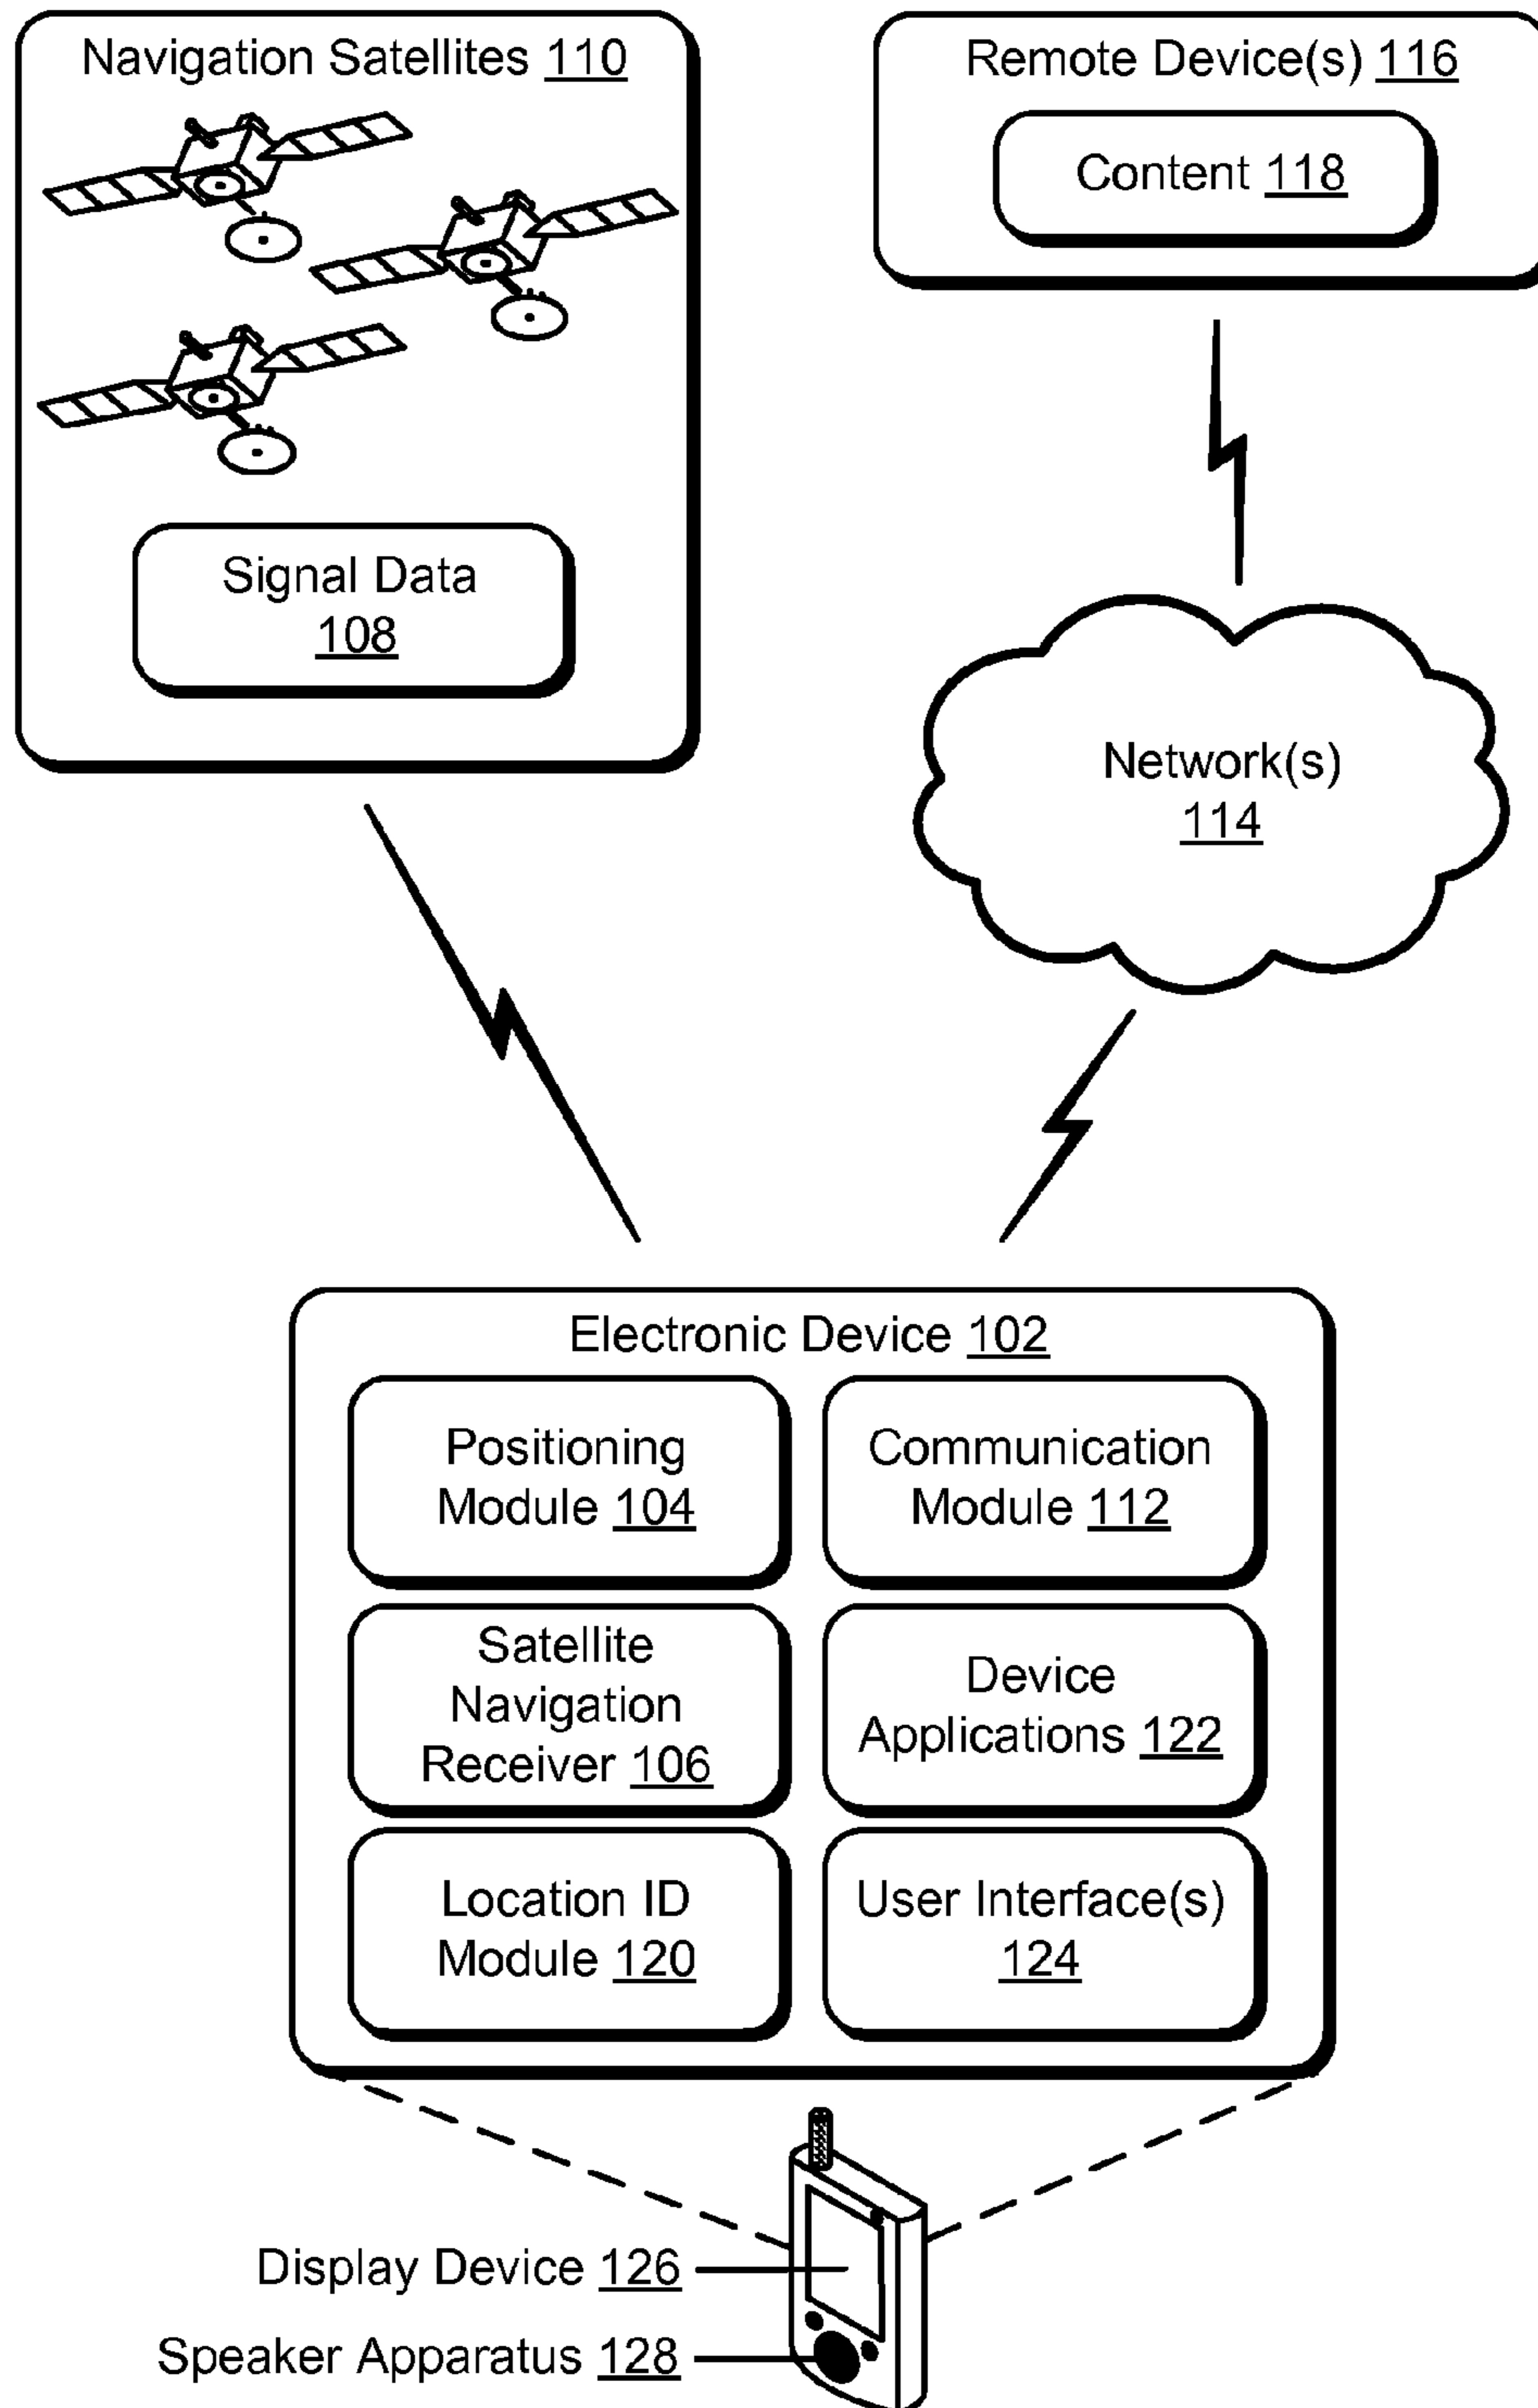 Navigation Satellites 110
Remote Device(s) 116
Content 118
Signal Data
108
Network(s)
114
Electronic Device 102
Positioning
Module 104
Communication
Module 112
Satellite
Navigation
Receiver 106
Device
Applications 122
Location ID
Module 120
User Interface(s)
124
Display Device 126
Speaker Apparatus 128